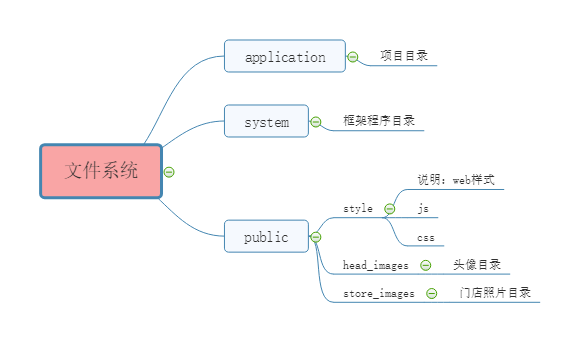 文件系统
application
项目目录
system
框架程序目录
public
style
说明：web样式
js
css
head_images
头像目录
store_images
门店照片目录